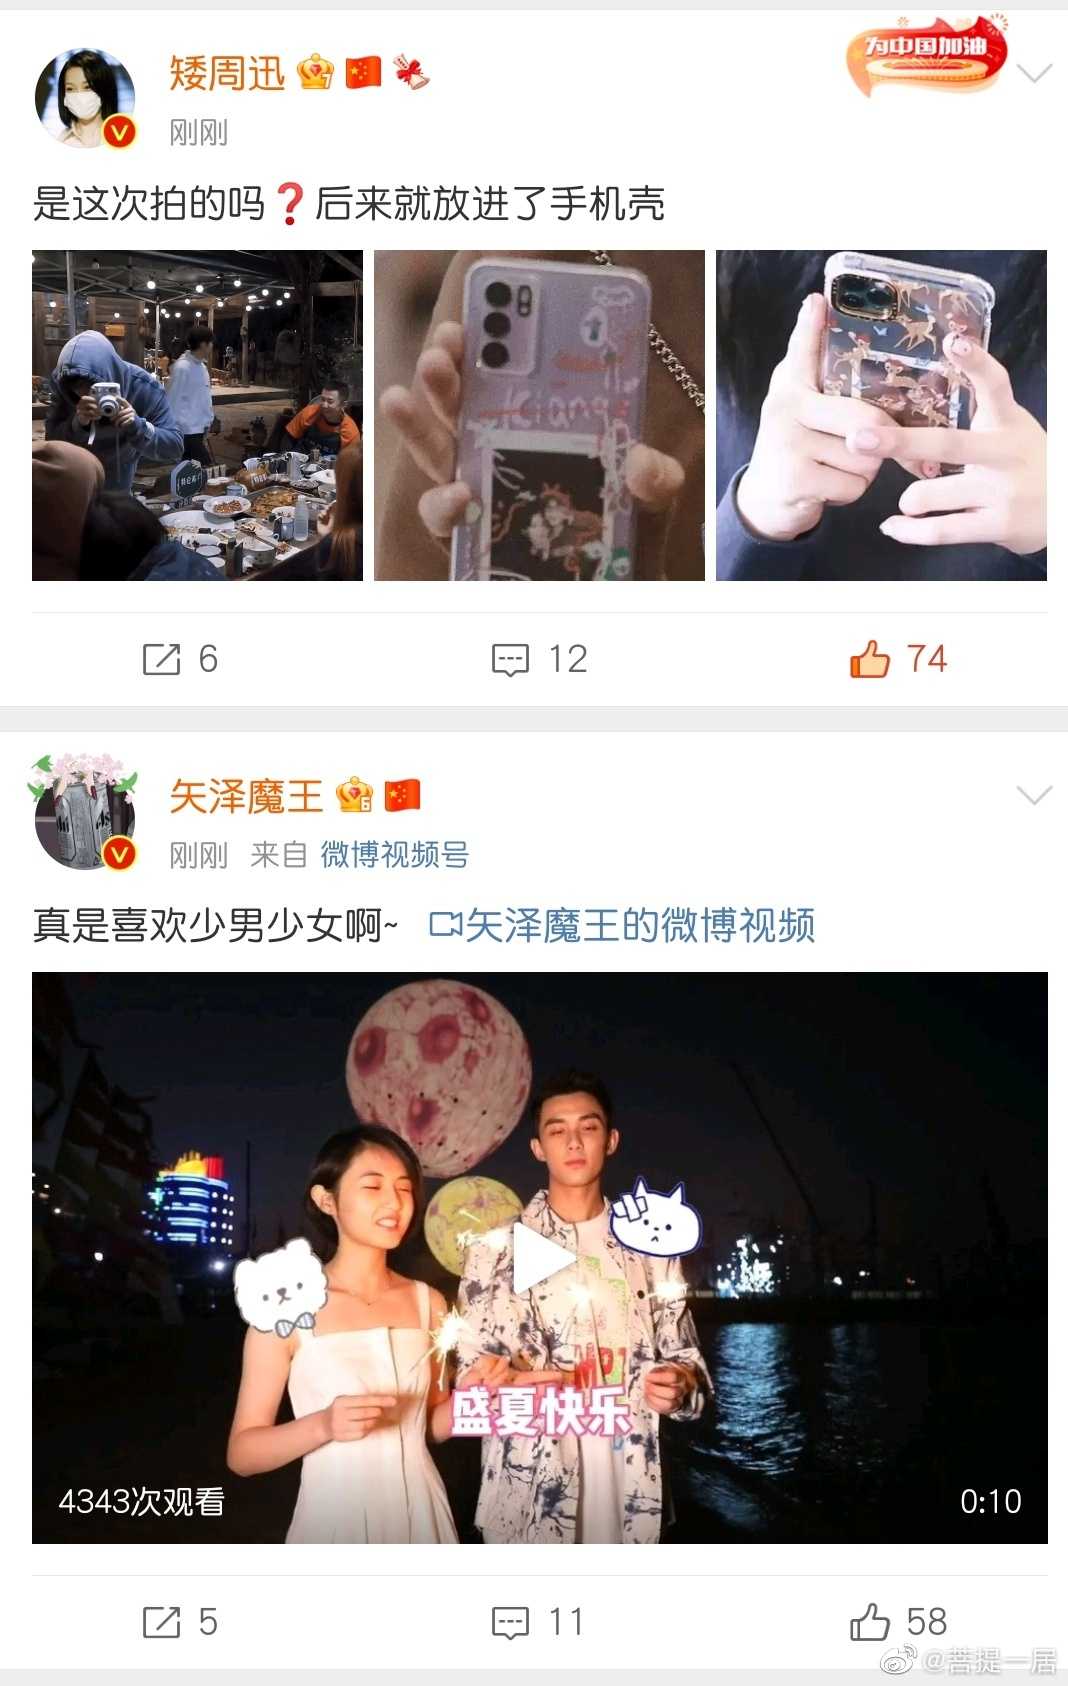 矮周迅
为中国加油
刚刚
是这次拍的吗❓后来就放进了手机壳
6
12
74
矢泽魔王
6
刚刚 来自 微博视频号
真是喜欢少男少女啊~ 矢泽魔王的微博视频
盛夏快乐
4343次观看
0:10
5
11
58
@菩提一居